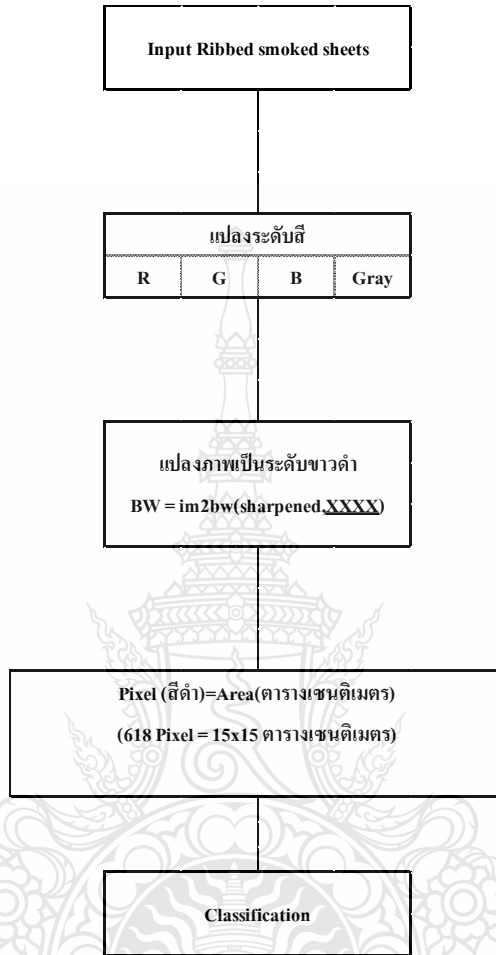 Input Ribbed smoked sheets
แปลงระดับสี
R G B Gray
แปลงภาพเป็นระดับขาวดำ
BW = im2bw(sharpened,XXXX)
Pixel (สีดำ)=Area(ตารางเซนติเมตร)
(618 Pixel = 15x15 ตารางเซนติเมตร)
Classification